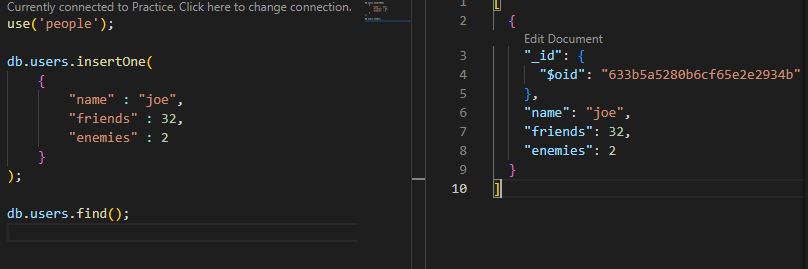 Currently connected to Practice. Click here to change connection.
use('people');
db.users.insertOne(
{
"name" : "joe",
"friends" : 32,
"enemies" : 2
}
);
db.users.find();
1 [
2 {
Edit Document
3 "_id": {
4 "$oid": "633b5a5280b6cf65e2e2934b"
5 },
6 "name": "joe",
7 "friends": 32,
8 "enemies": 2
9 }
10 ]